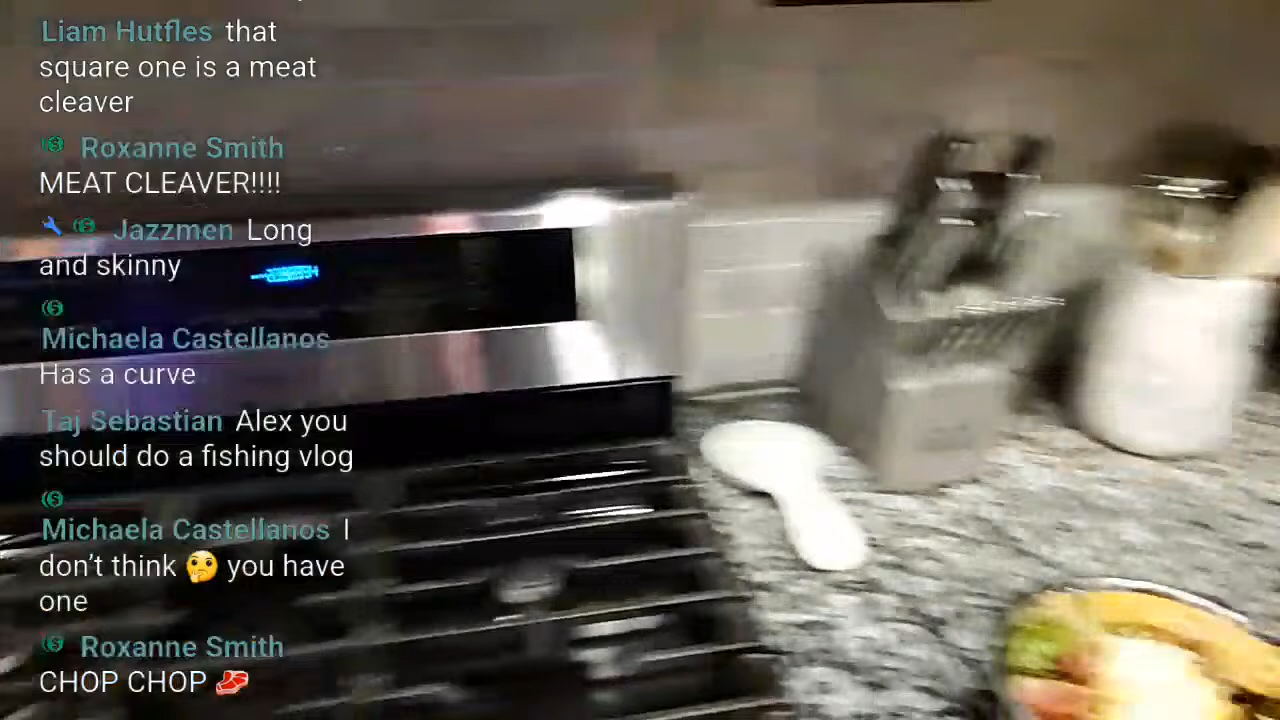 Liam Hutfles that
square one is a meat
cleaver
Roxanne Smith
MEAT CLEAVER!!!!
Jazzmen Long
and skinny
Michaela Castellanos
Has a curve
Taj Sebastian Alex you
should do a fishing vlog
Michaela Castellanos I
don't think 🤔 you have
one
Roxanne Smith
CHOP CHOP 🥩